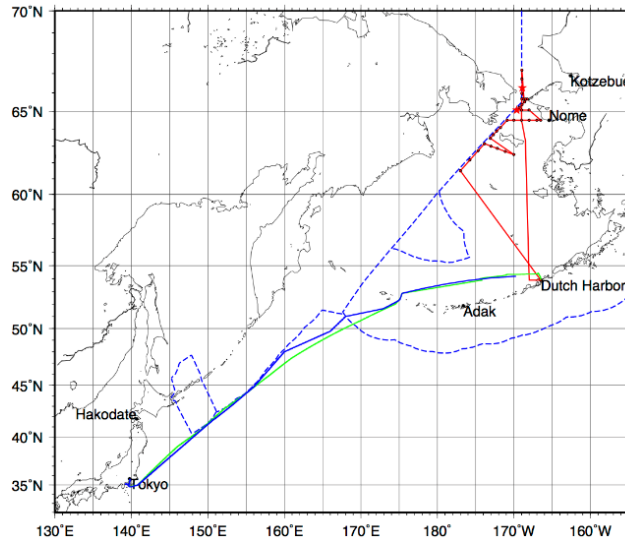 70˚N
Kotzebue
65˚N
Nome
60˚N
55˚N
Dutch Harbor
Adak
50˚N
45˚N
Hakodate
40˚N
35˚N
Tokyo
130˚E 140˚E 150˚E 160˚E 170˚E 180˚ 170˚W 160˚W